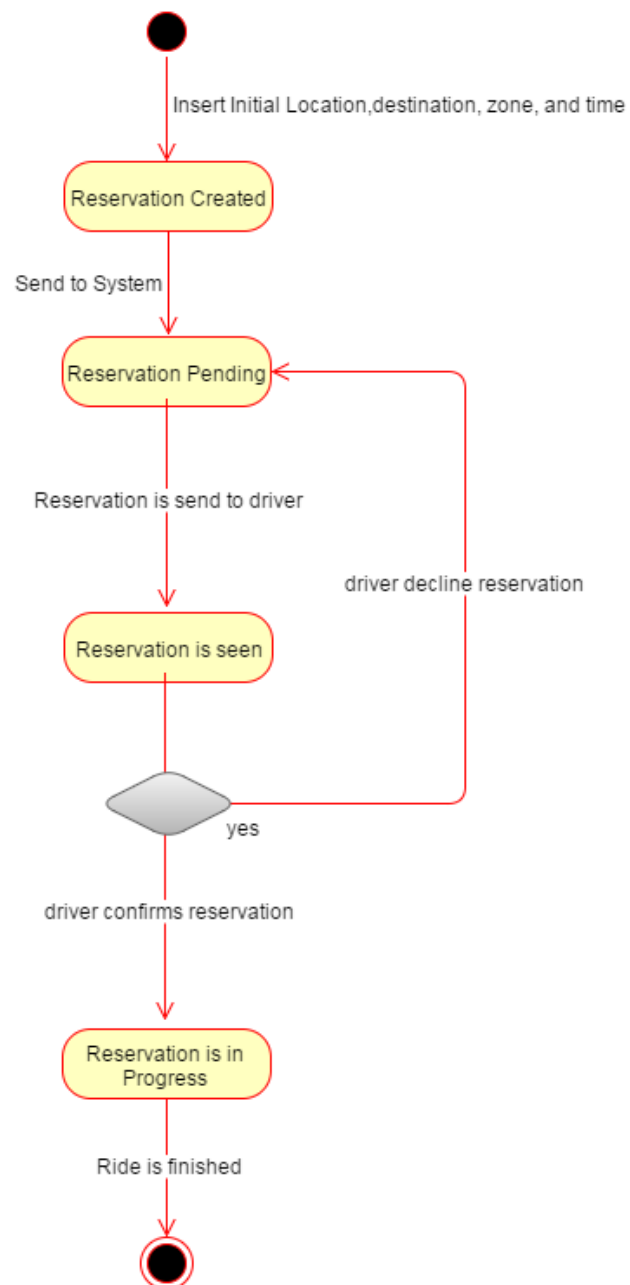 Insert Initial Location,destination, zone, and time
Reservation Created
Send to System
Reservation Pending
Reservation is send to driver
driver decline reservation
Reservation is seen
yes
driver confirms reservation
Reservation is in
Progress
Ride is finished